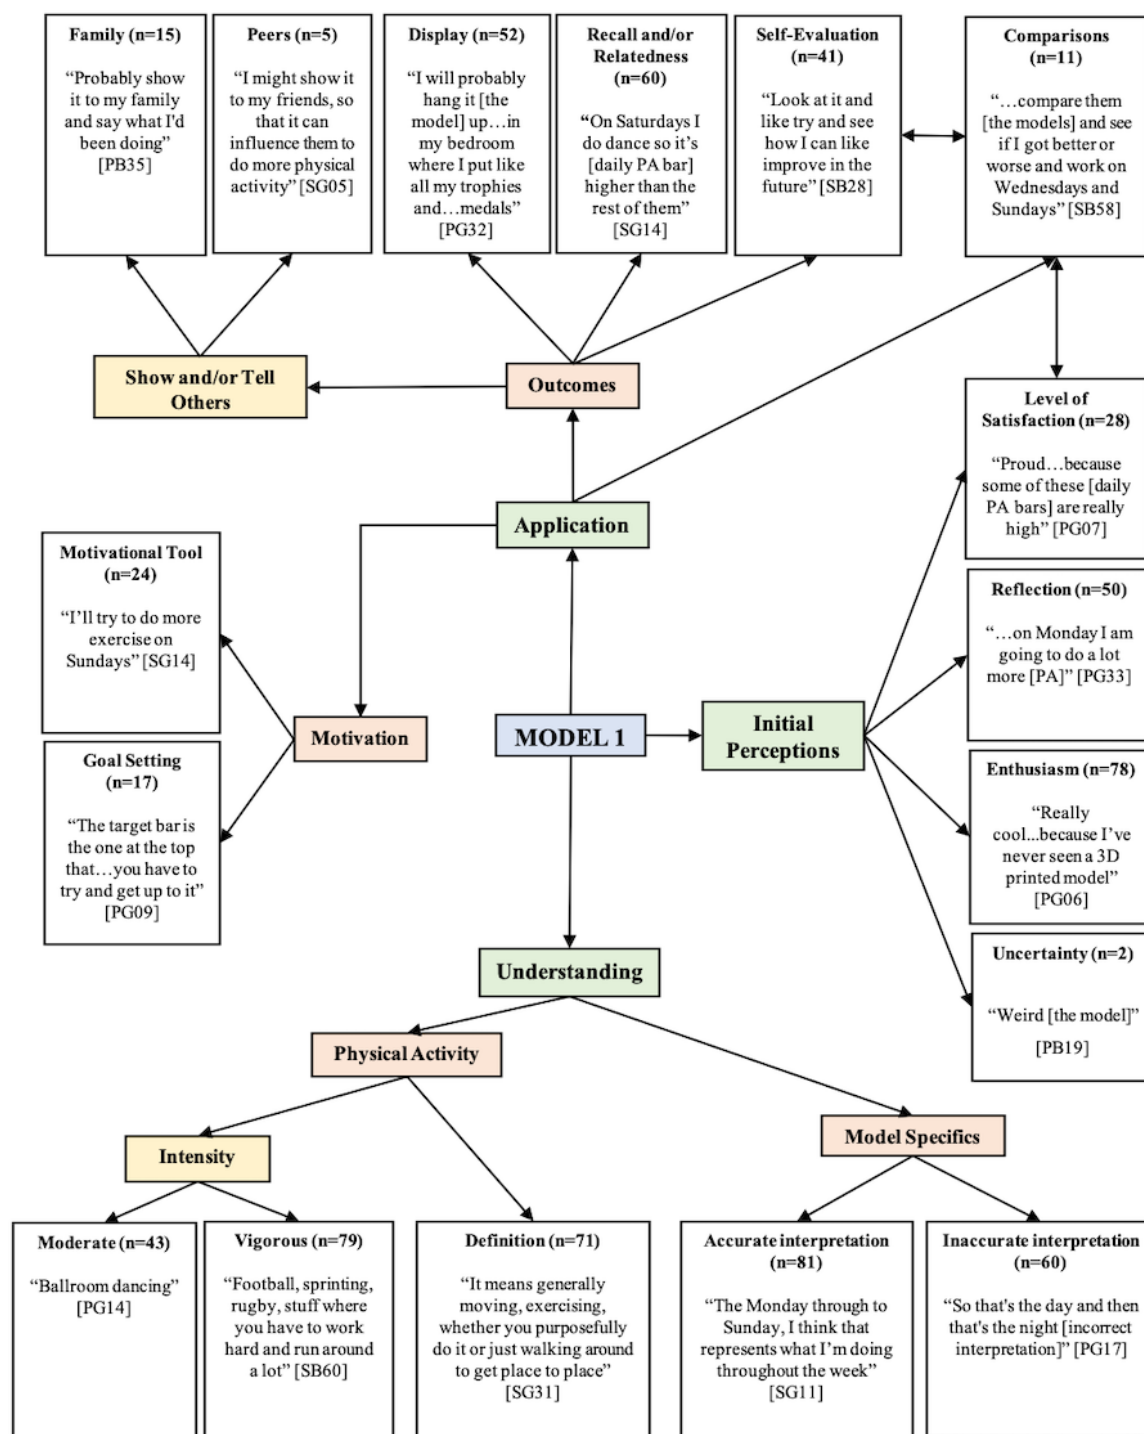 Family (n=15)
“Probably show
it to my family
and say what I'd
been doing”
[PB35]
Peers (n=5)
“I might show it
to my friends, so
that it can
influence them to
do more physical
activity” [SG05]
Display (n=52)
“I will probably
hang it [the
model] up…in
my bedroom
where I put like
all my trophies
and…medals”
[PG32]
Recall and/or
Relatedness
(n=60)
“On Saturdays I
do dance so it’s
[daily PA bar]
higher than the
rest of them”
[SG14]
Self-Evaluation
(n=41)
“Look at it and
like try and see
how I can like
improve in the
future” [SB28]
Comparisons
(n=11)
“…compare them
[the models] and see
if I got better or
worse and work on
Wednesdays and
Sundays” [SB58]
Show and/or Tell
Others
Outcomes
Level of
Satisfaction (n=28)
“Proud…because
some of these [daily
PA bars] are really
high” [PG07]
Application
Motivational Tool
(n=24)
“I’ll try to do more
exercise on
Sundays” [SG14]
Reflection (n=50)
“…on Monday I am
going to do a lot
more [PA]” [PG33]
Motivation
MODEL 1
Initial
Perceptions
Goal Setting
(n=17)
“The target bar is
the one at the top
that…you have to
try and get up to it”
[PG09]
Enthusiasm (n=78)
“Really
cool...because I’ve
never seen a 3D
printed model”
[PG06]
Uncertainty (n=2)
“Weird [the model]”
[PB19]
Understanding
Physical Activity
Model Specifics
Intensity
Moderate (n=43)
“Ballroom dancing”
[PG14]
Vigorous (n=79)
“Football, sprinting,
rugby, stuff where
you have to work
hard and run around
a lot” [SB60]
Definition (n=71)
“It means generally
moving, exercising,
whether you purposefully
do it or just walking around
to get place to place”
[SG31]
Accurate interpretation
(n=81)
“The Monday through to
Sunday, I think that
represents what I’m doing
throughout the week”
[SG11]
Inaccurate interpretation
(n=60)
“So that's the day and then
that's the night [incorrect
interpretation]” [PG17]